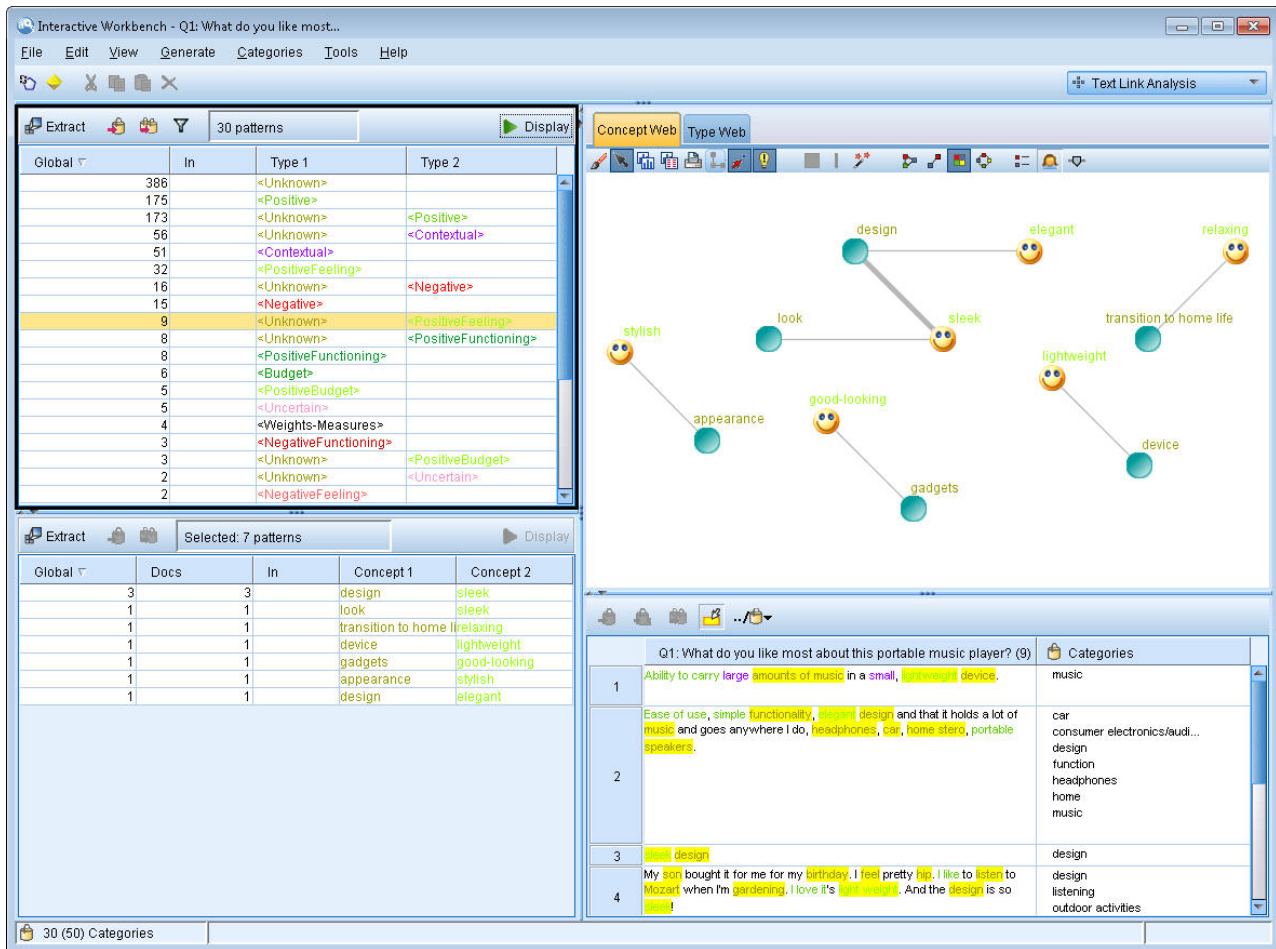 Interactive Workbench - Q1: What do you like most...
File Edit View Generate Categories Tools Help
Text Link Analysis
Extract 30 patterns Display
Global In Type 1 Type 2
386 <Unknown>
175 <Positive>
173 <Unknown> <Positive>
56 <Unknown> <Contextual>
51 <Contextual>
32 <PositiveFeeling>
16 <Unknown> <Negative>
15 <Negative>
9 <Unknown> <PositiveFeeling>
8 <Unknown> <PositiveFunctioning>
8 <PositiveFunctioning>
6 <Budget>
5 <PositiveBudget>
5 <Uncertain>
4 <Weights-Measures>
3 <NegativeFunctioning>
3 <Unknown> <PositiveBudget>
2 <Unknown> <Uncertain>
2 <NegativeFeeling>
Extract Selected: 7 patterns Display
Global Docs In Concept 1 Concept 2
3 3 design sleek
1 1 look sleek
1 1 transition to home li relaxing
1 1 device lightweight
1 1 gadgets good-looking
1 1 appearance stylish
1 1 design elegant
Concept Web Type Web
design elegant relaxing
look sleek transition to home life
stylish
lightweight
good-looking
appearance
device
gadgets
../
Q1: What do you like most about this portable music player? (9) Categories
1 Ability to carry large amounts of music in a small, lightweight device. music
2
Ease of use, simple functionality, elegant design and that it holds a lot of
music and goes anywhere I do, headphones, car, home stero, portable
speakers.
car
consumer electronics/audi...
design
function
headphones
home
music
3 sleek design design
4
My son bought it for me for my birthday. I feel pretty hip. I like to listen to
Mozart when I'm gardening. I love it's light weight. And the design is so
sleek!
design
listening
outdoor activities
30 (50) Categories